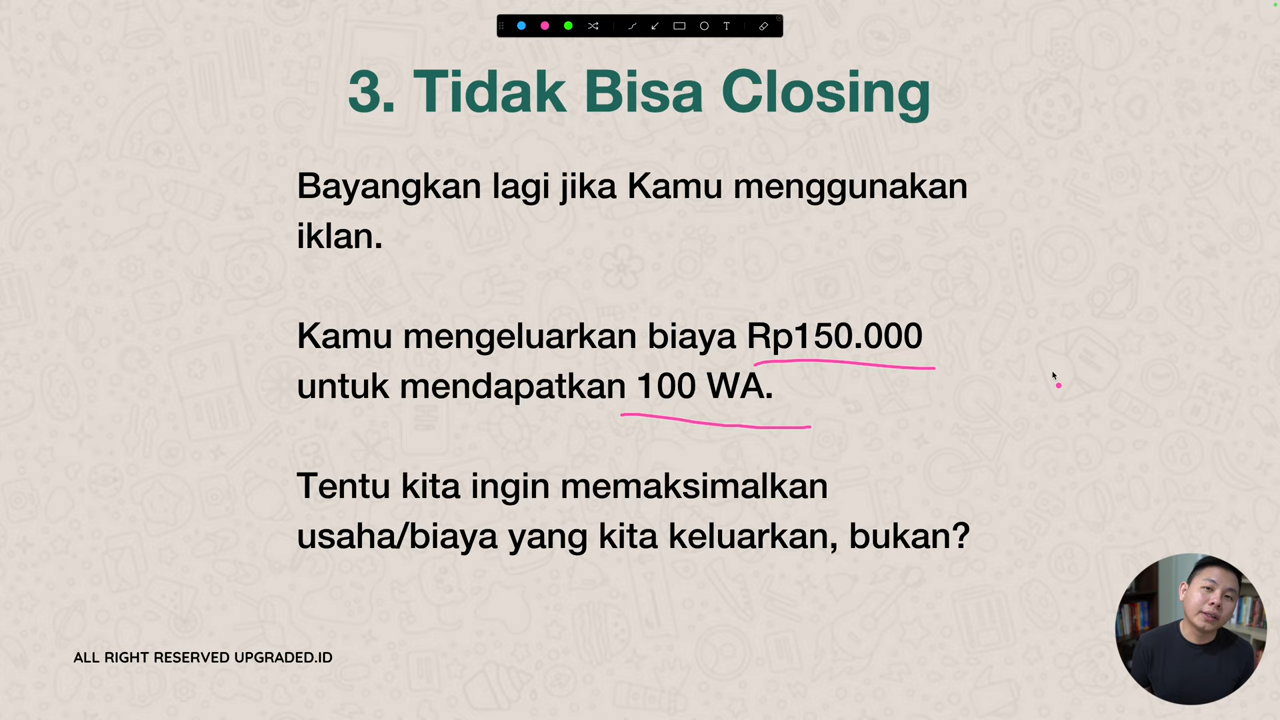 3. Tidak Bisa Closing
Bayangkan lagi jika Kamu menggunakan
iklan.
Kamu mengeluarkan biaya Rp150.000
untuk mendapatkan 100 WA.
Tentu kita ingin memaksimalkan
usaha/biaya yang kita keluarkan, bukan?
ALL RIGHT RESERVED UPGRADED.ID